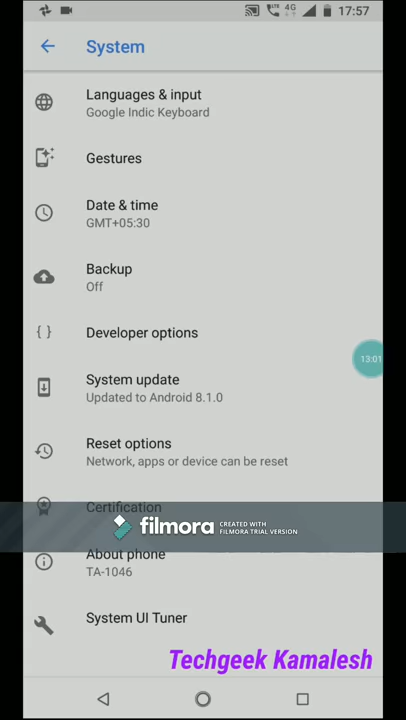 LTE 4G 17:57
System
Languages & input
Google Indic Keyboard
Gestures
Date & time
GMT+05:30
Backup
Off
{ } Developer options
13:01
System update
Updated to Android 8.1.0
Reset options
Network, apps or device can be reset
Certification
filmora CREATED WITH
FILMORA TRIAL VERSION
About phone
TA-1046
System UI Tuner
Techgeek Kamalesh